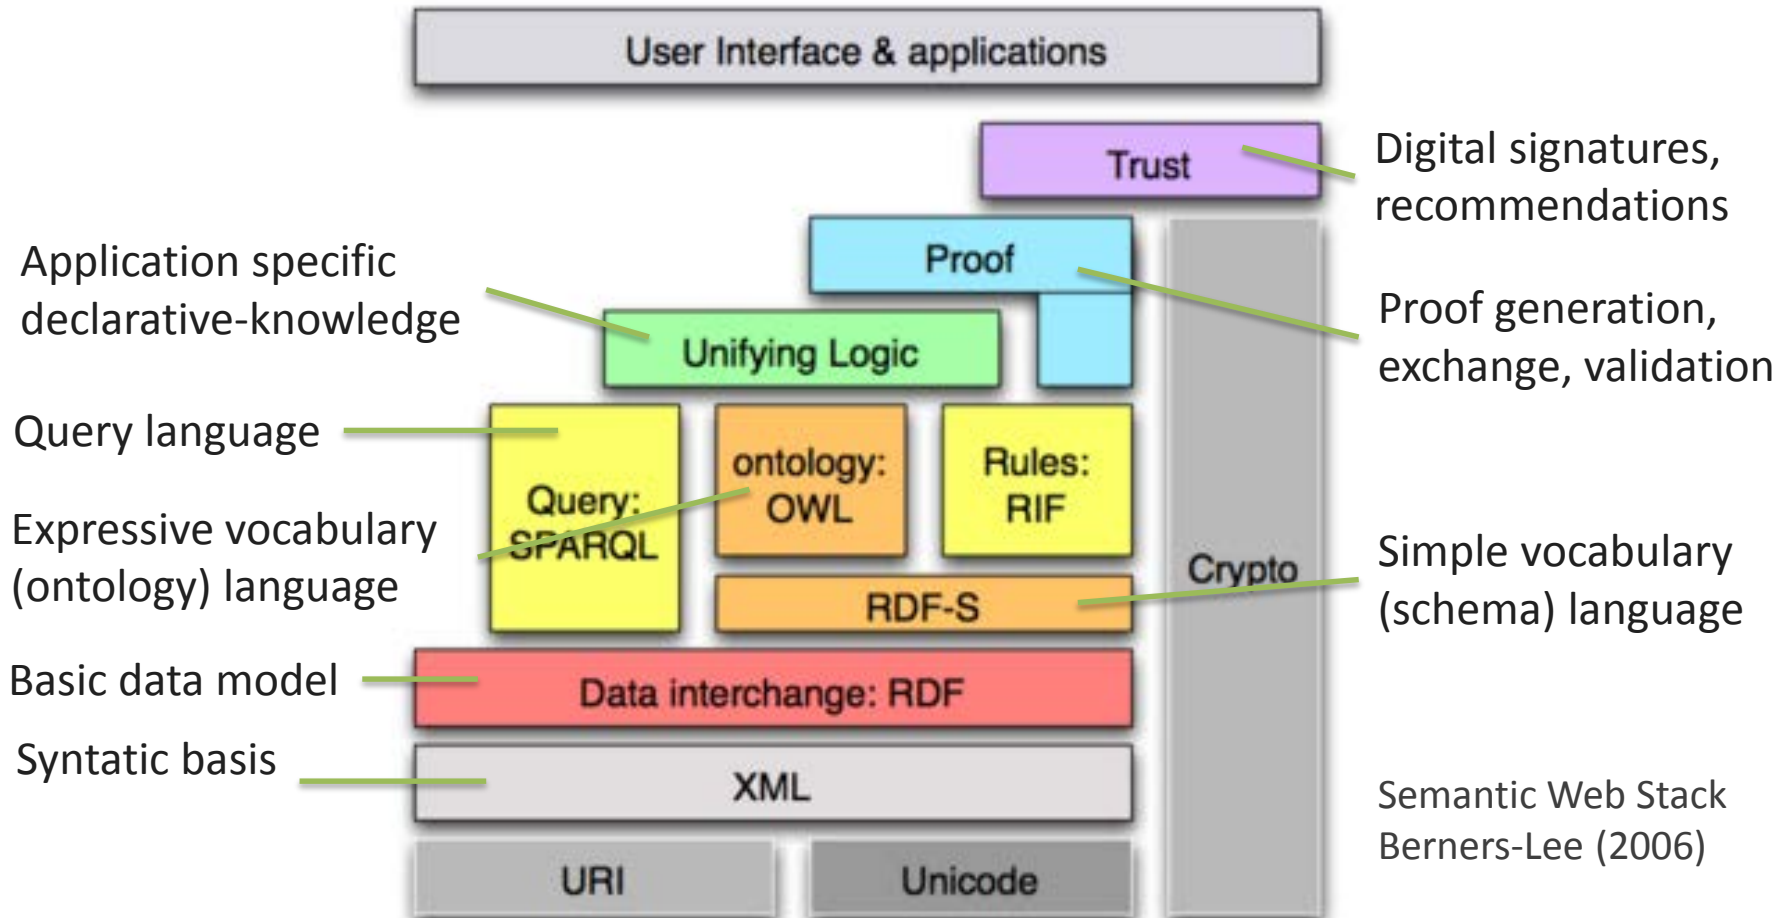 User Interface & applications
Trust
Digital signatures,
recommendations
Proof
Application specific
declarative-knowledge
Proof generation,
exchange, validation
Unifying Logic
Query language
ontology:
OWL
Rules:
RIF
Query:
SPARQL
Expressive vocabulary
(ontology) language
Crypto
Simple vocabulary
(schema) language
RDF-S
Basic data model
Data interchange: RDF
Syntatic basis
XML
Semantic Web Stack
Berners-Lee (2006)
URI
Unicode